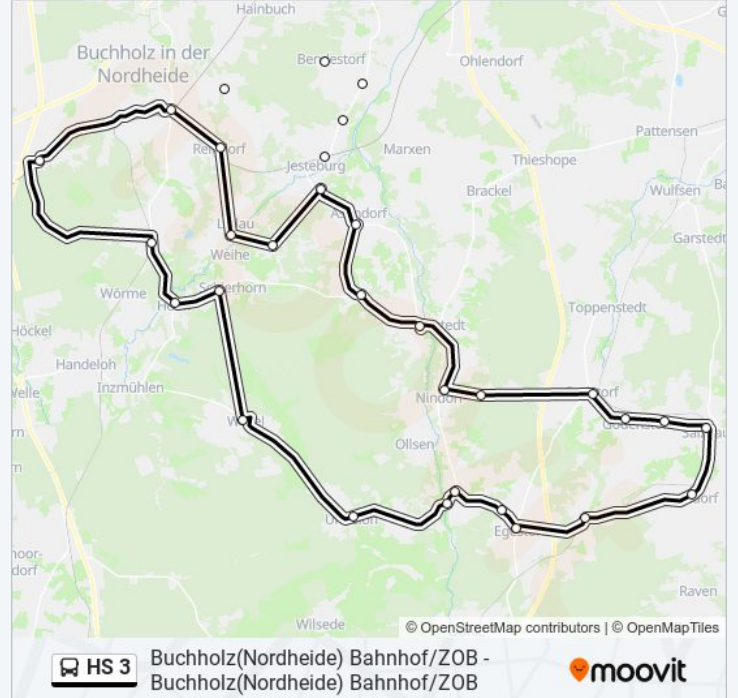 Hainbuch
Buchholz in der
Nordheide
Ohlendorf
Pattensen
Marxen
Thieshope
Jesteburg
Brackel
Wulfsen
Garstedt
Weihe
Wörme
Toppenstedt
Höckel
Handeloh
Inzmühlen
Ollsen
Raven
Wilsede
© OpenStreetMap contributors | © OpenMapTiles
HS 3
Buchholz(Nordheide) Bahnhof/ZOB -
Buchholz(Nordheide) Bahnhof/ZOB
moovit